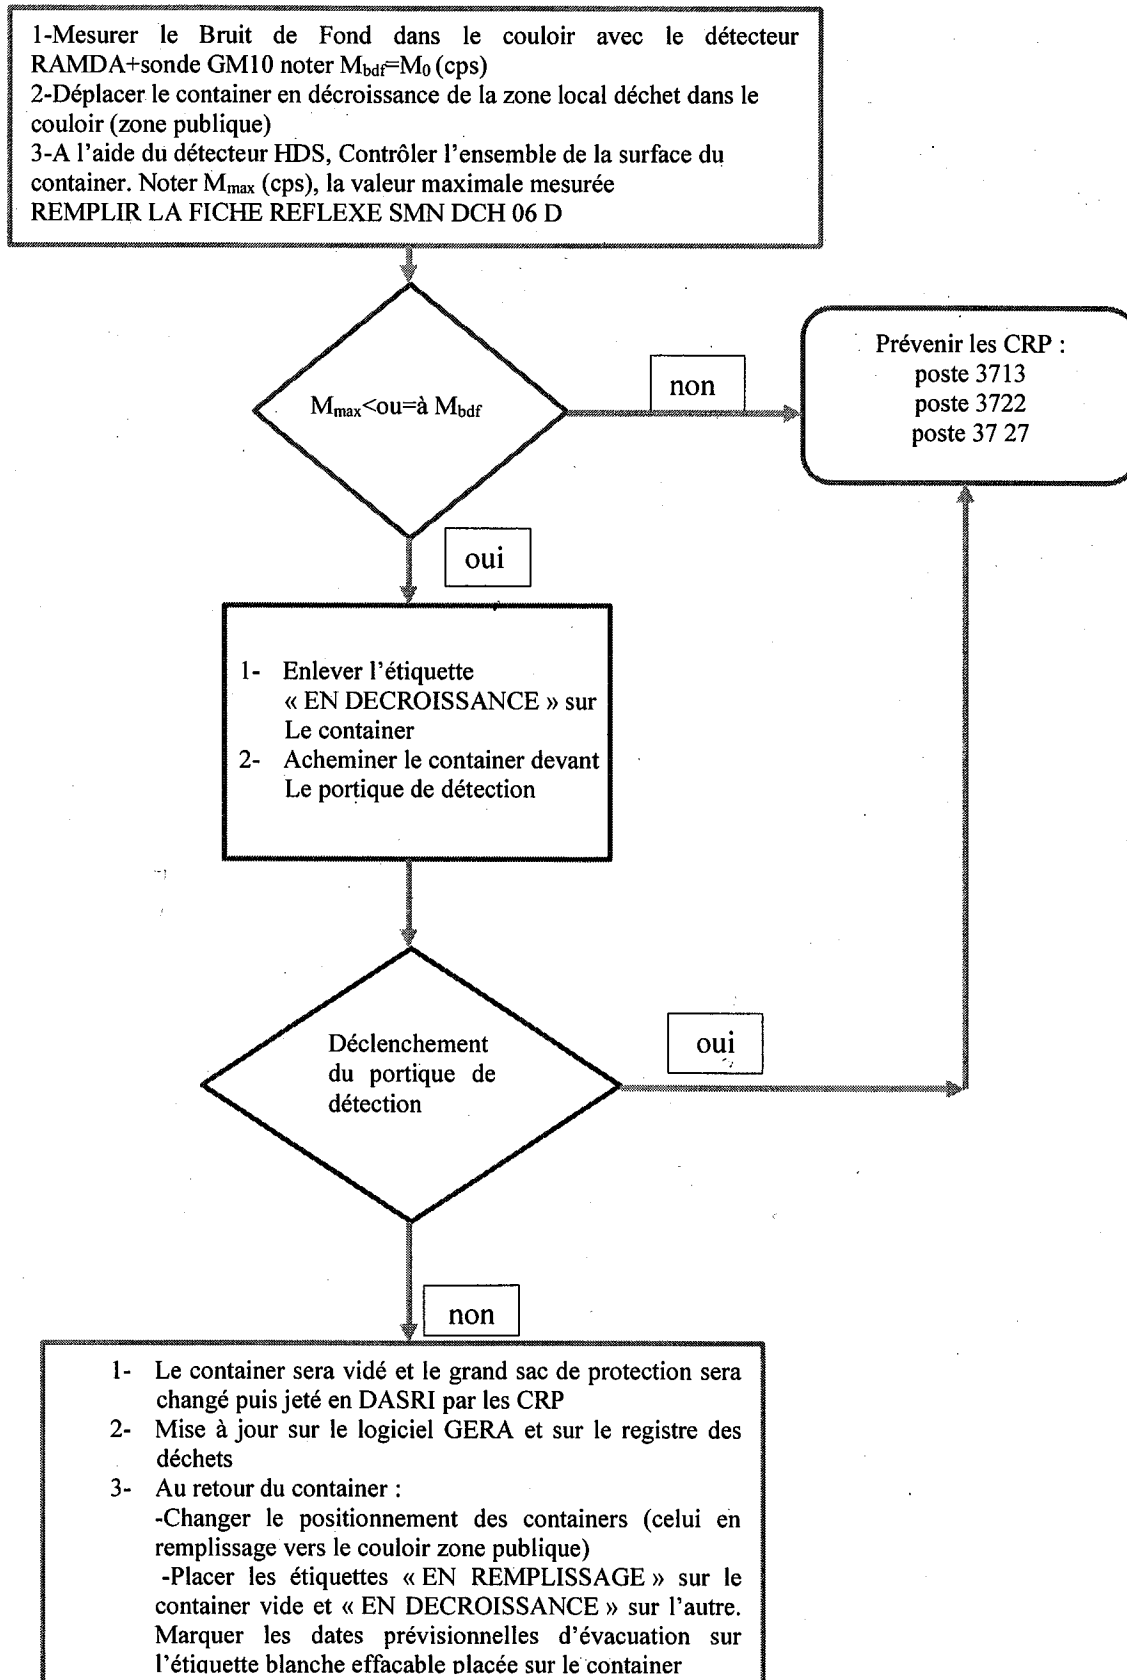 1-Mesurer le Bruit de Fond dans le couloir avec le détecteur
RAMDA+sonde GM10 noter Mbdf=M0 (cps)
2-Déplacer le container en décroissance de la zone local déchet dans le
couloir (zone publique)
3-A l'aide du détecteur HDS, Contrôler l'ensemble de la surface du
container. Noter Mmax (cps), la valeur maximale mesurée
REMPLIR LA FICHE REFLEXE SMN DCH 06 D
Mmax<ou=à Mbdf
non
Prévenir les CRP :
poste 3713
poste 3722
poste 37 27
oui
1- Enlever l'étiquette
« EN DECROISSANCE » sur
Le container
2- Acheminer le container devant
Le portique de détection
Déclenchement
du portique de
détection
oui
non
1- Le container sera vidé et le grand sac de protection sera
changé puis jeté en DASRI par les CRP
2- Mise à jour sur le logiciel GERA et sur le registre des
déchets
3- Au retour du container :
-Changer le positionnement des containers (celui en
remplissage vers le couloir zone publique)
-Placer les étiquettes « EN REMPLISSAGE » sur le
container vide et « EN DECROISSANCE » sur l'autre.
Marquer les dates prévisionnelles d'évacuation sur
l'étiquette blanche effaçable placée sur le container